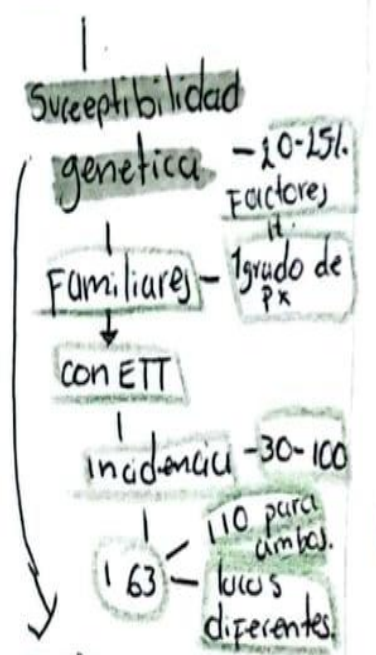 Suceptibilidad
genetica -20-25%.
Factores
H.
Familiares - 1grado de
px
con ETT
incidencia -30-100
163
110 para
ambos.
locus
diferentes.